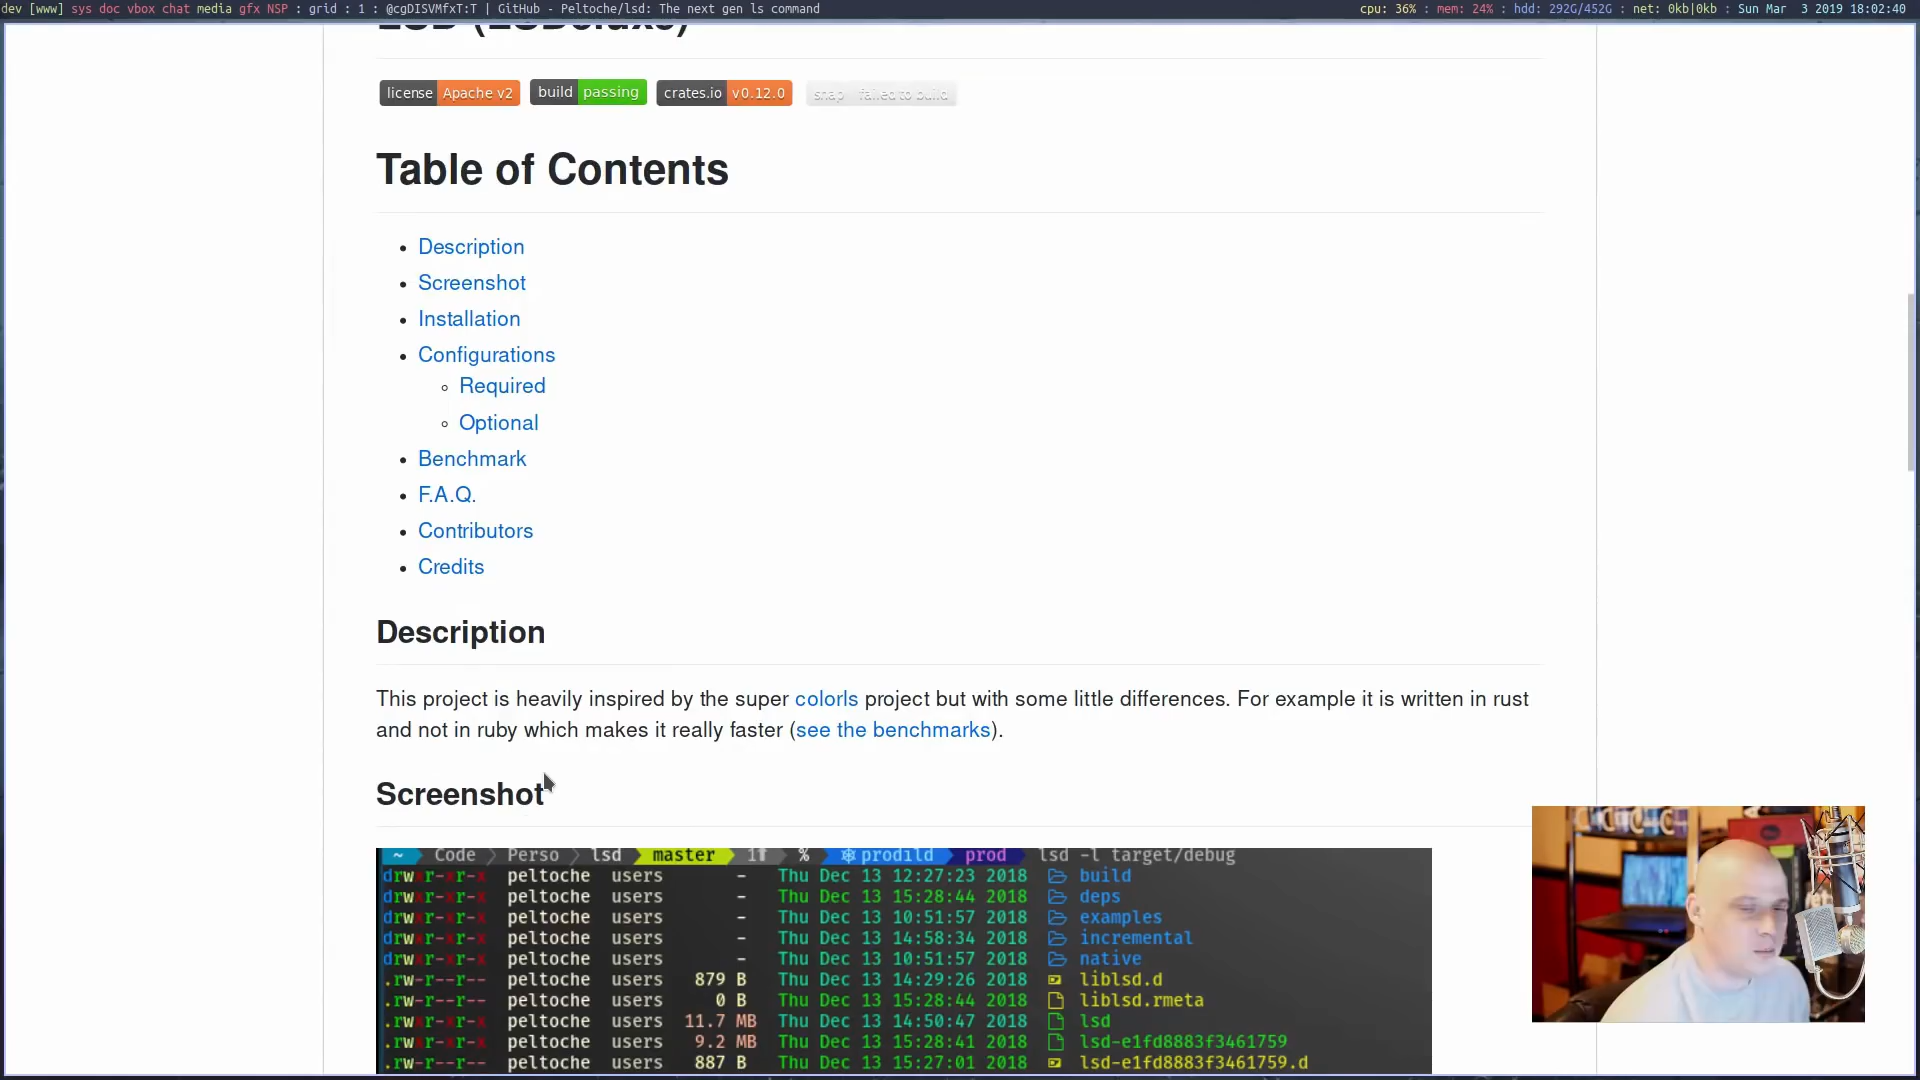 dev [www] sys doc vbox chat media gfx NSP : grid : 1 : @cgDISVMfxT:T | GitHub - Peltoche/lsd: The next gen ls command
cpu: 36% : mem: 24% : hdd: 292G/452G : net: 0kb|0kb : Sun Mar  3 2019 18:02:40
license Apache v2 build passing crates.io v0.12.0 snap failed to build
Table of Contents
Description
Screenshot
Installation
Configurations
Required
Optional
Benchmark
F.A.Q.
Contributors
Credits
Description
This project is heavily inspired by the super colorls project but with some little differences. For example it is written in rust
and not in ruby which makes it really faster (see the benchmarks).
Screenshot
~ Code Perso lsd master 1 % prodild prod lsd -l target/debug
drwxr-xr-x peltoche users - Thu Dec 13 12:27:23 2018 build
drwxr-xr-x peltoche users - Thu Dec 13 15:28:44 2018 deps
drwxr-xr-x peltoche users - Thu Dec 13 10:51:57 2018 examples
drwxr-xr-x peltoche users - Thu Dec 13 14:58:34 2018 incremental
drwxr-xr-x peltoche users - Thu Dec 13 10:51:57 2018 native
.rw-r--r-- peltoche users 879 B Thu Dec 13 14:29:26 2018 liblsd.d
.rw-r--r-- peltoche users 0 B Thu Dec 13 15:28:44 2018 liblsd.rmeta
.rwxr-xr-x peltoche users 11.7 MB Thu Dec 13 14:50:47 2018 lsd
.rwxr-xr-x peltoche users 9.2 MB Thu Dec 13 15:28:41 2018 lsd-e1fd8883f3461759
.rw-r--r-- peltoche users 887 B Thu Dec 13 15:27:01 2018 lsd-e1fd8883f3461759.d